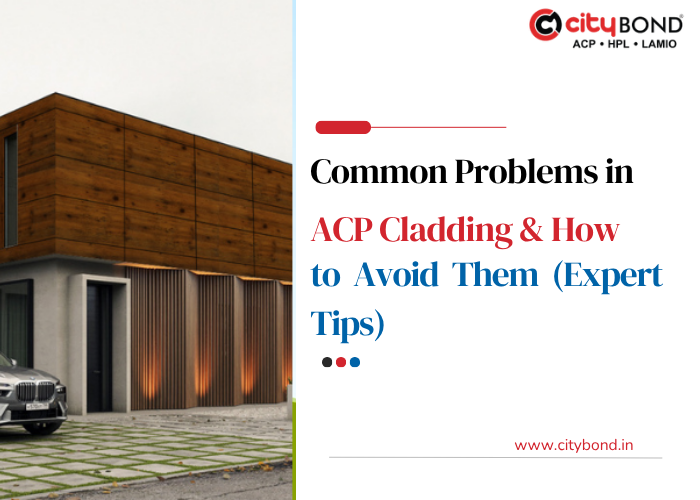 cityBOND®
ACP • HPL • LAMIO
Common Problems in
ACP Cladding & How
to Avoid Them (Expert
Tips)
www.citybond.in